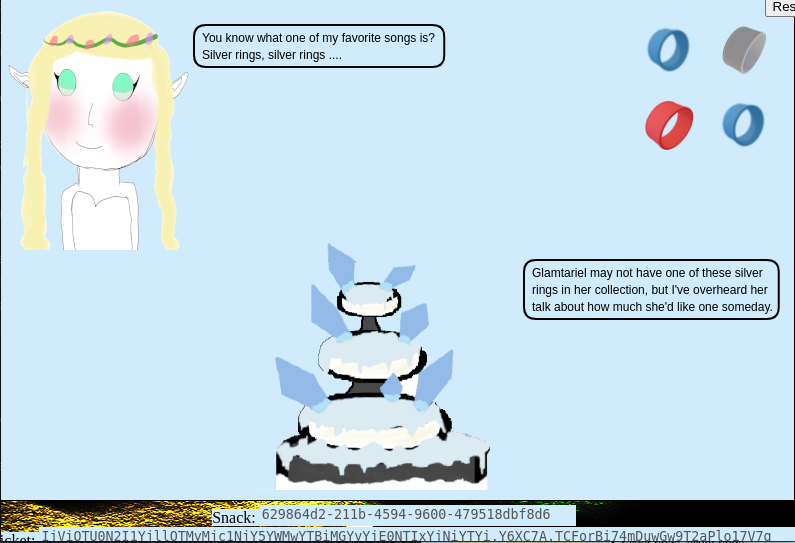 Res
You know what one of my favorite songs is?
Silver rings, silver rings ....
Glamtariel may not have one of these silver
rings in her collection, but I've overheard her
talk about how much she'd like one someday.
Snack: 629864d2-211b-4594-9600-479518dbf8d6
icket: